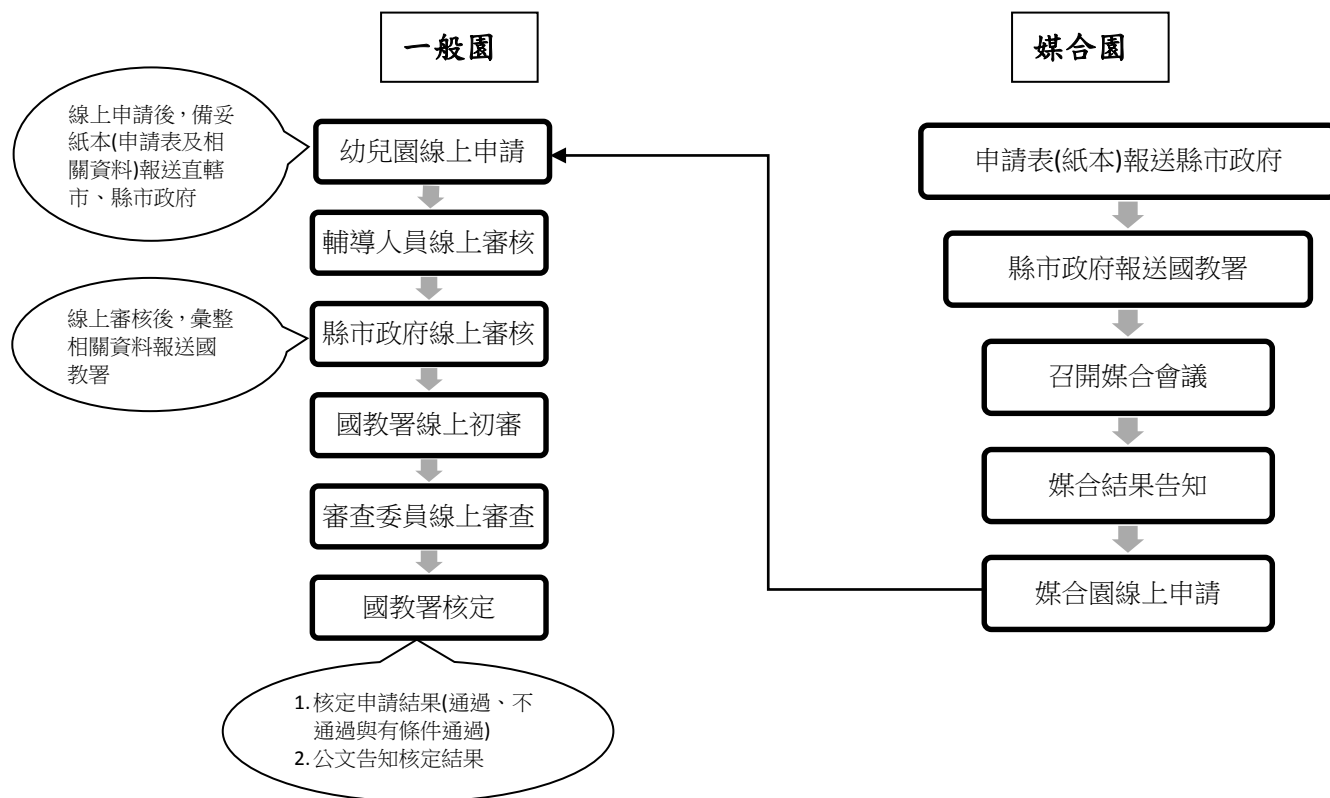 一般園
線上申請後，備妥
紙本(申請表及相
關資料)報送直轄
市、縣市政府
幼兒園線上申請
輔導人員線上審核
線上審核後，彙整
相關資料報送國
教署
縣市政府線上審核
國教署線上初審
審查委員線上審查
國教署核定
1.核定申請結果(通過、不
通過與有條件通過)
2.公文告知核定結果
媒合園
申請表(紙本)報送縣市政府
縣市政府報送國教署
召開媒合會議
媒合結果告知
媒合園線上申請